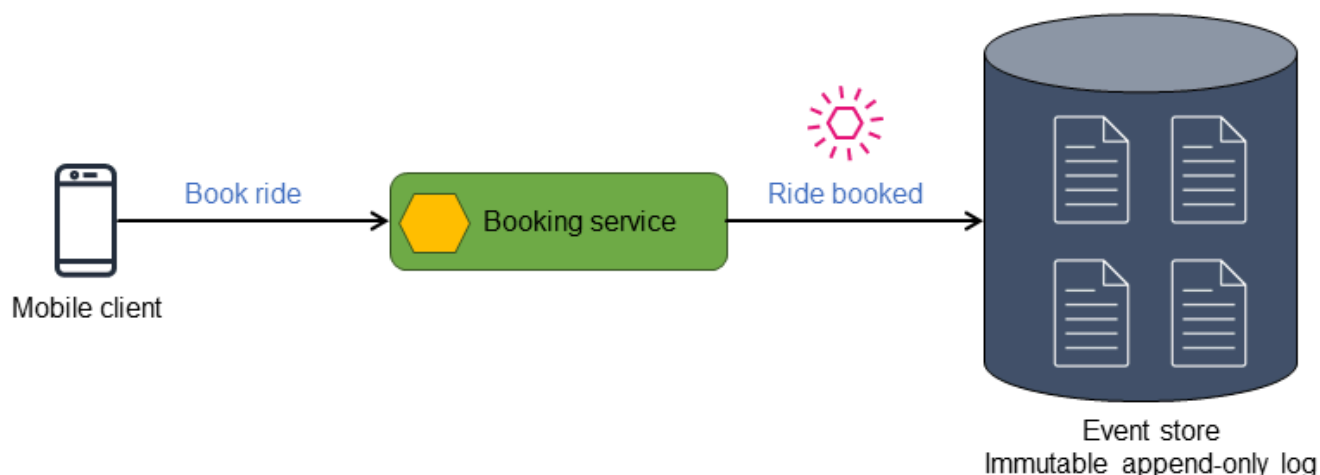 Book ride
Booking service
Ride booked
Mobile client
Event store
Immutable append-only log